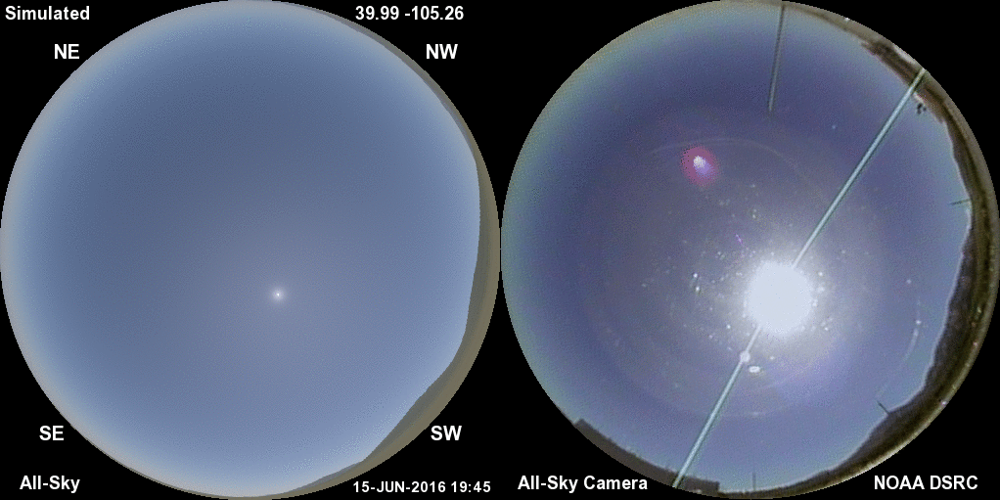 Simulated
39.99 -105.26
NE
NW
SE
SW
All-Sky
15-JUN-2016 19:45
All-Sky Camera
NOAA DSRC